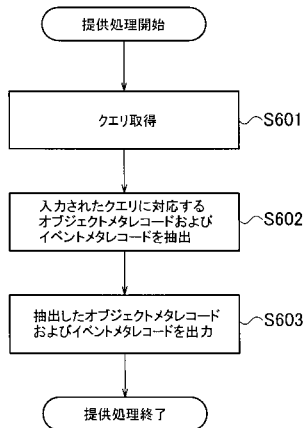 提供処理開始
クエリ取得
S601
入力されたクエリに対応する
オブジェクトメタレコードおよび
イベントメタレコードを抽出
S602
抽出したオブジェクトメタレコード
およびイベントメタレコードを出力
S603
提供処理終了